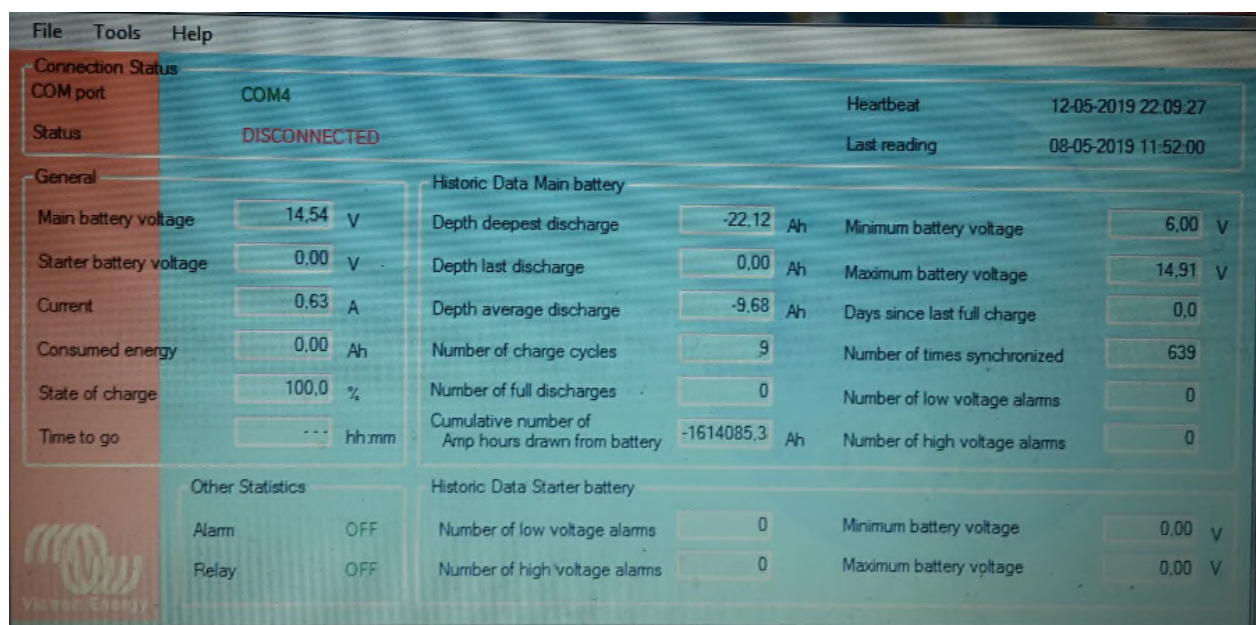 File Tools Help
Connection Status
COM port COM4 Heartbeat 12-05-2019 22:09:27
Status DISCONNECTED Last reading 08-05-2019 11:52:00
General
Main battery voltage 14,54 V
Starter battery voltage 0,00 V
Current 0,63 A
Consumed energy 0,00 Ah
State of charge 100,0 %
Time to go --- hh:mm
Historic Data Main battery
Depth deepest discharge -22,12 Ah Minimum battery voltage 6,00 V
Depth last discharge 0,00 Ah Maximum battery voltage 14,91 V
Depth average discharge -9,68 Ah Days since last full charge 0,0
Number of charge cycles 9 Number of times synchronized 639
Number of full discharges 0 Number of low voltage alarms 0
Cumulative number of
Amp hours drawn from battery -1614085,3 Ah Number of high voltage alarms 0
Other Statistics
Alarm OFF
Relay OFF
Historic Data Starter battery
Number of low voltage alarms 0 Minimum battery voltage 0,00 V
Number of high voltage alarms 0 Maximum battery voltage 0,00 V
Victron Energy